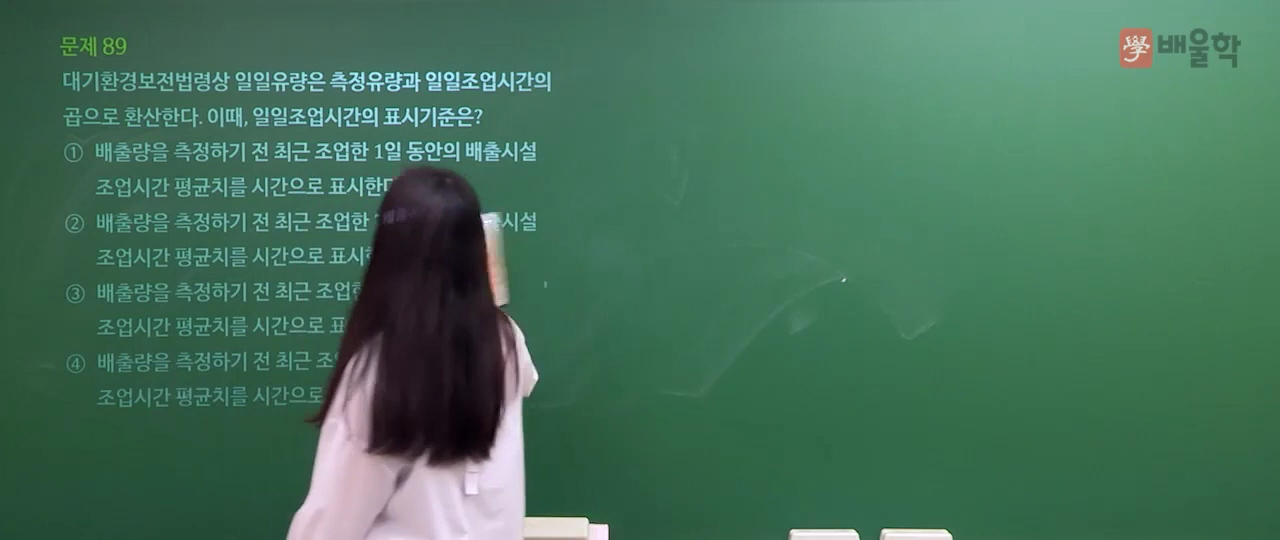 문제 89
學 배울학
대기환경보전법령상 일일유량은 측정유량과 일일조업시간의
곱으로 환산한다. 이때, 일일조업시간의 표시기준은?
① 배출량을 측정하기 전 최근 조업한 1일 동안의 배출시설
조업시간 평균치를 시간으로 표시한다
② 배출량을 측정하기 전 최근 조업한 시설
조업시간 평균치를 시간으로
③ 배출량을 측정하기 전 최근
조업시간 평균치를 시간으로
④ 배출량을 측정하기 전 최근
조업시간 평균치를 시간으로